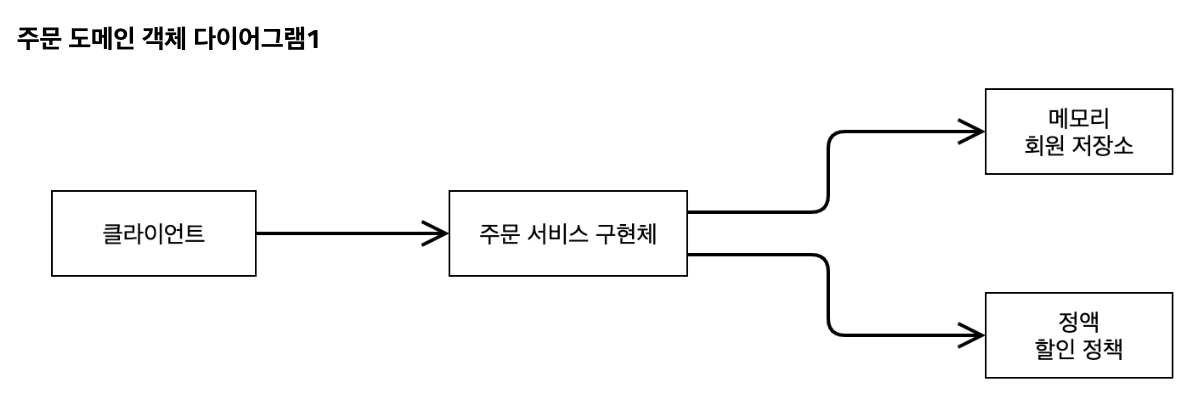 주문 도메인 객체 다이어그램1
클라이언트
주문 서비스 구현체
메모리
회원 저장소
정액
할인 정책